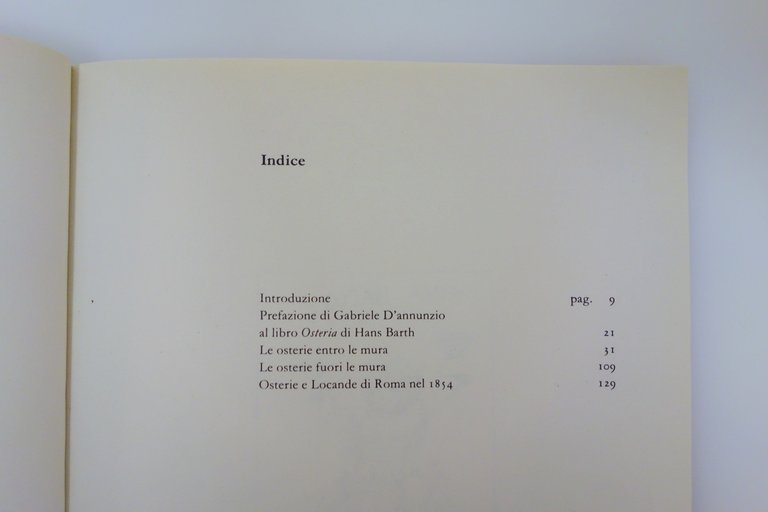 Indice
Introduzione pag. 9
Prefazione di Gabriele D'annunzio
al libro Osteria di Hans Barth 21
Le osterie entro le mura 31
Le osterie fuori le mura 109
Osterie e Locande di Roma nel 1854 129